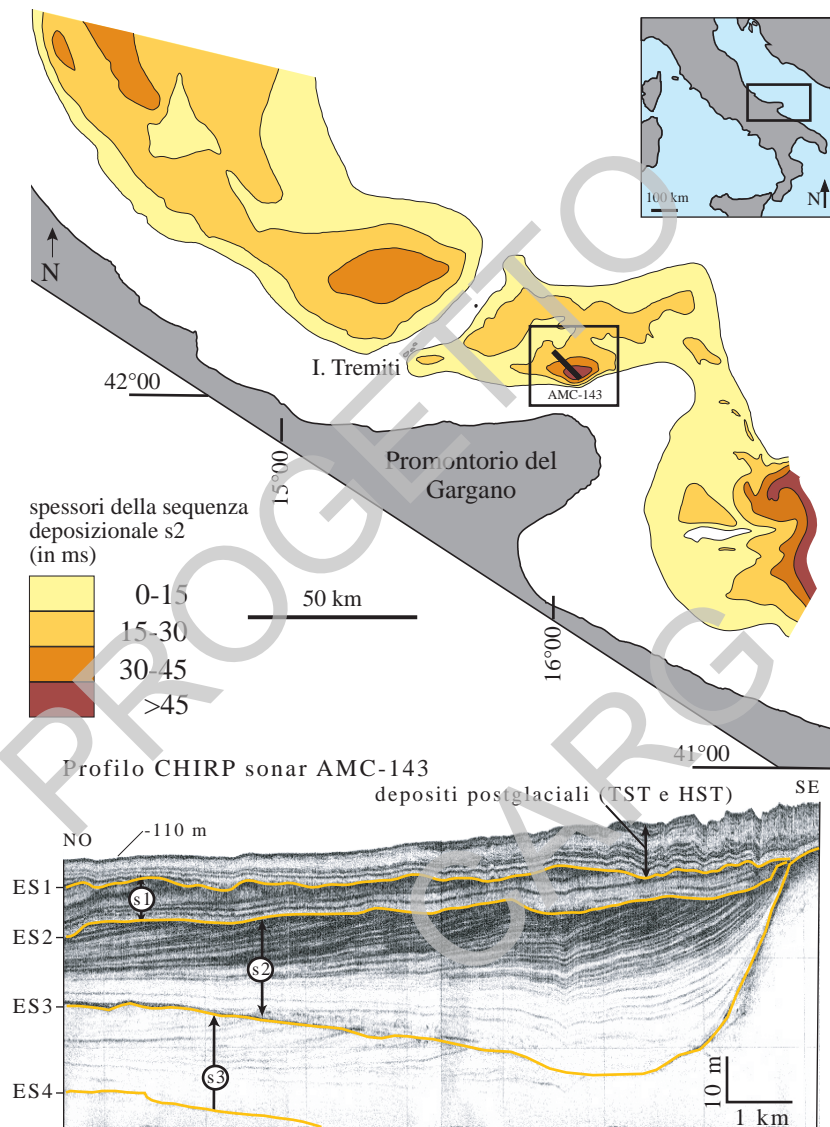 100 km
N
N
I. Tremiti
42°00
AMC-143
15°00
Promontorio del
Gargano
spessori della sequenza
deposizionale s2
(in ms)
0-15
15-30
30-45
>45
50 km
16°00
41°00
PROGETTO
CARG
Profilo CHIRP sonar AMC-143
depositi postglaciali (TST e HST)
SE
NO
-110 m
ES1
s1
ES2
s2
ES3
s3
ES4
10 m
1 km